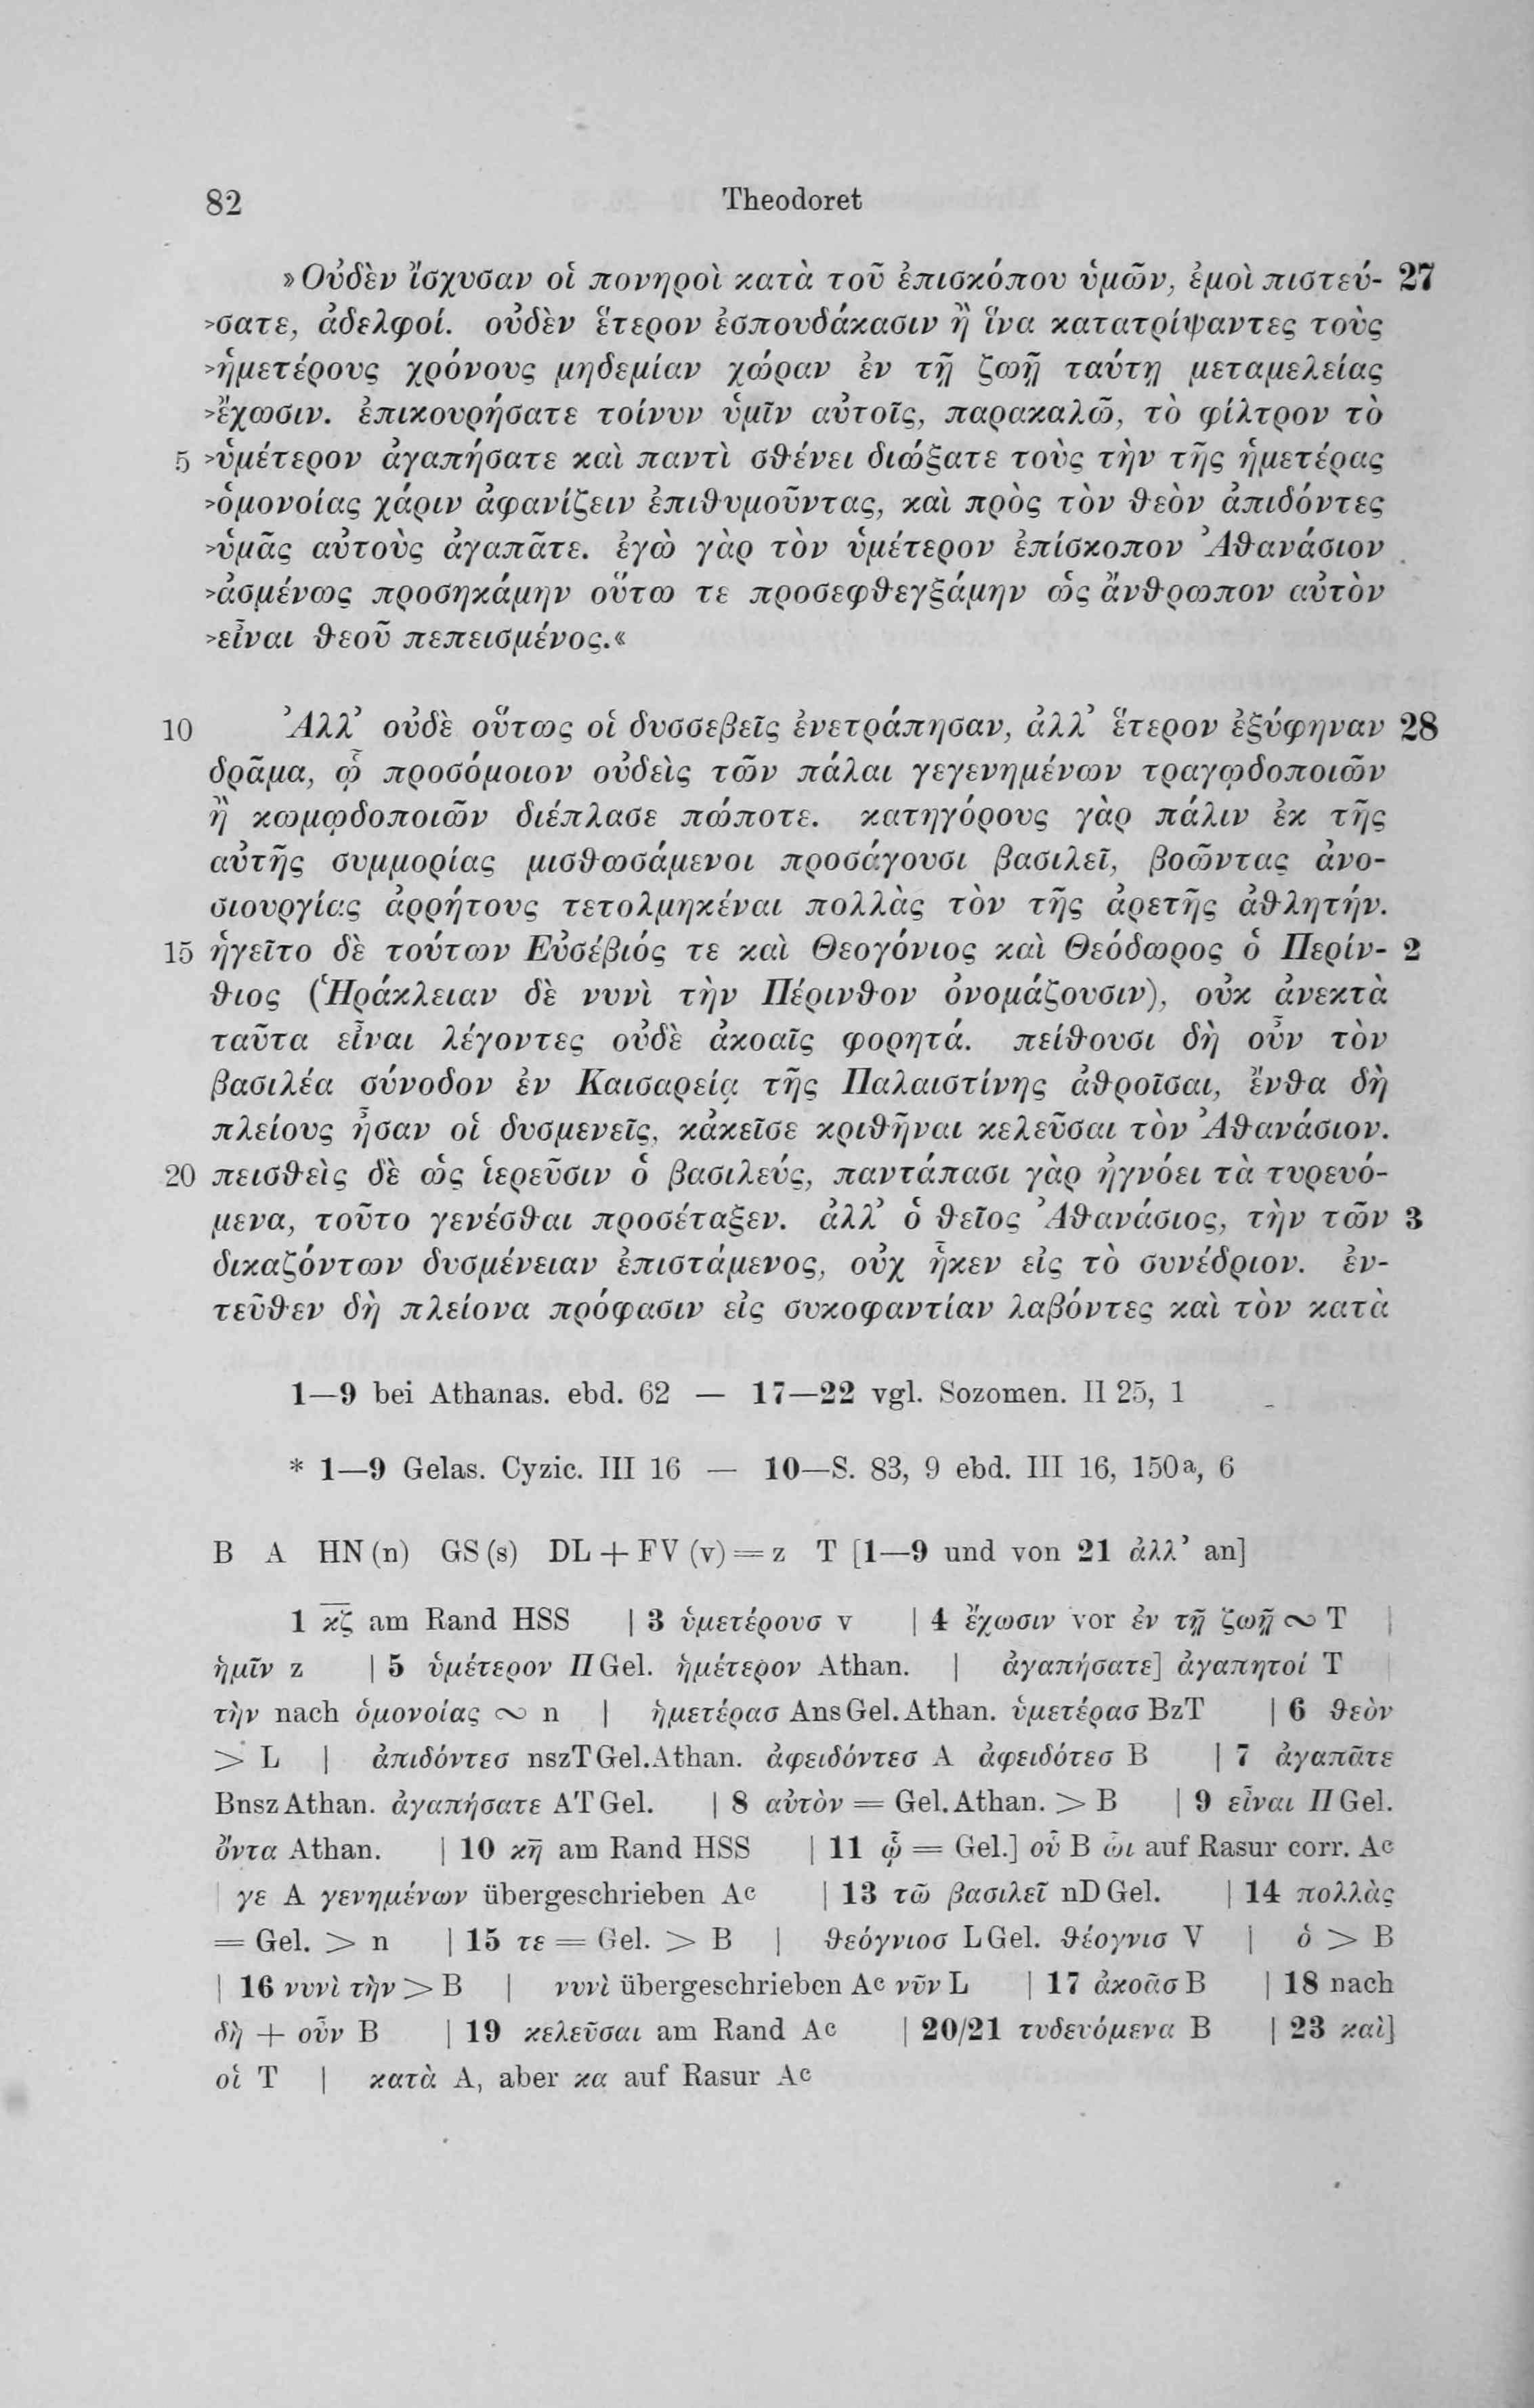 82 Theodoret
»Οὐδὲν ἴσχυσαν οἱ πονηροὶ κατὰ τοῦ ἐπισκόπου ὑμῶν, ἐμοὶ πιστεύ- 27
>σατε, ἀδελφοί. οὐδὲν ἕτερον ἐσπουδάκασιν ἢ ἵνα κατατρίψαντες τοὺς
>ἡμετέρους χρόνους μηδεμίαν χώραν ἐν τῇ ζωῇ ταύτῃ μεταμελείας
>ἔχωσιν. ἐπικουρήσατε τοίνυν ὑμῖν αὐτοῖς, παρακαλῶ, τὸ φίλτρον τὸ
5 >ὑμέτερον ἀγαπήσατε καὶ παντὶ σθένει διώξατε τοὺς τὴν τῆς ἡμετέρας
>ὁμονοίας χάριν ἀφανίζειν ἐπιθυμοῦντας, καὶ πρὸς τὸν θεὸν ἀπιδόντες
>ὑμᾶς αὐτοὺς ἀγαπᾶτε. ἐγὼ γὰρ τὸν ὑμέτερον ἐπίσκοπον Ἀθανάσιον
>ἀσμένως προσηκάμην οὕτω τε προσεφθεγξάμην ὡς ἄνθρωπον αὐτὸν
>εἶναι θεοῦ πεπεισμένος.«
10 Ἀλλ’ οὐδὲ οὕτως οἱ δυσσεβεῖς ἐνετράπησαν, ἀλλ’ ἕτερον ἐξύφηναν 28
δρᾶμα, ᾧ προσόμοιον οὐδεὶς τῶν πάλαι γεγενημένων τραγῳδοποιῶν
ἢ κωμῳδοποιῶν διέπλασε πώποτε. κατηγόρους γὰρ πάλιν ἐκ τῆς
αὐτῆς συμμορίας μισθωσάμενοι προσάγουσι βασιλεῖ, βοῶντας ἀνο-
σιουργίας ἀρρήτους τετολμηκέναι πολλὰς τὸν τῆς ἀρετῆς ἀθλητήν.
15 ἡγεῖτο δὲ τούτων Εὐσέβιός τε καὶ Θεογόνιος καὶ Θεόδωρος ὁ Περίν- 2
θιος (Ἡράκλειαν δὲ νυνὶ τὴν Πέρινθον ὀνομάζουσιν), οὐκ ἀνεκτὰ
ταῦτα εἶναι λέγοντες οὐδὲ ἀκοαῖς φορητά. πείθουσι δὴ οὖν τὸν
βασιλέα σύνοδον ἐν Καισαρείᾳ τῆς Παλαιστίνης ἀθροῖσαι, ἔνθα δὴ
πλείους ἦσαν οἱ δυσμενεῖς, κἀκεῖσε κριθῆναι κελεῦσαι τὸν Ἀθανάσιον.
20 πεισθεὶς δὲ ὡς ἱερεῦσιν ὁ βασιλεύς, παντάπασι γὰρ ἠγνόει τὰ τυρευό-
μενα, τοῦτο γενέσθαι προσέταξεν. ἀλλ’ ὁ θεῖος Ἀθανάσιος, τὴν τῶν 3
δικαζόντων δυσμένειαν ἐπιστάμενος, οὐχ ἧκεν εἰς τὸ συνέδριον. ἐν-
τεῦθεν δὴ πλείονα πρόφασιν εἰς συκοφαντίαν λαβόντες καὶ τὸν κατὰ
1—9 bei Athanas. ebd. 62 — 17—22 vgl. Sozomen. II 25, 1
* 1—9 Gelas. Cyzic. III 16 — 10—S. 83, 9 ebd. III 16, 150a, 6
B A HN (n) GS (s) DL + FV (v) = z T [1—9 und von 21 ἀλλ’ an]
1 κζ am Rand HSS | 3 ὑμετέρουσ v | 4 ἔχωσιν vor ἐν τῇ ζωῇ ∾ T |
ἡμῖν z | 5 ὑμέτερον Π Gel. ἡμέτερον Athan. | ἀγαπήσατε] ἀγαπητοί T
τὴν nach ὁμονοίας ∾ n | ἡμετέρασ Ans Gel. Athan. ὑμετέρασ BzT | 6 θεὸν
> L | ἀπιδόντεσ nszT Gel. Athan. ἀφειδόντεσ A ἀφειδότεσ B | 7 ἀγαπᾶτε
Bnsz Athan. ἀγαπήσατε AT Gel. | 8 αὐτὸν = Gel. Athan. > B | 9 εἶναι Π Gel.
ὄντα Athan. | 10 κη am Rand HSS | 11 ᾧ = Gel.] οὗ B ὧι auf Rasur corr. Ac
| γε A γενημένων übergeschrieben Ac | 13 τῶ βασιλεῖ nD Gel. | 14 πολλὰς
= Gel. > n | 15 τε = Gel. > B | θεόγνιοσ L Gel. θέογνισ V | ὁ > B
| 16 νυνὶ τὴν > B | νυνὶ übergeschrieben Ac νῦν L | 17 ἀκοᾶσ B | 18 nach
δὴ + οὖν B | 19 κελεῦσαι am Rand Ac | 20/21 τυδευόμενα B | 23 καὶ]
οἱ T | κατὰ A, aber κα auf Rasur Ac